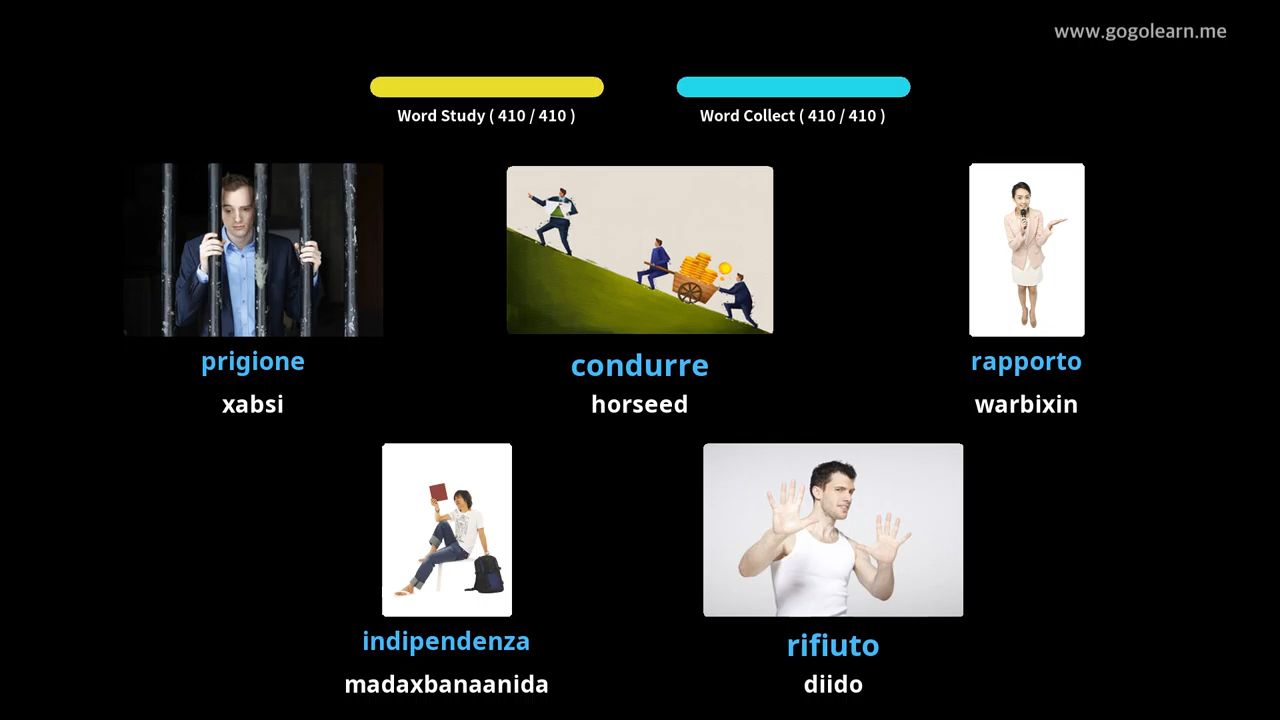 www.gogolearn.me
Word Study ( 410 / 410 )
Word Collect ( 410 / 410 )
prigione
xabsi
condurre
horseed
rapporto
warbixin
indipendenza
madaxbanaanida
rifiuto
diido